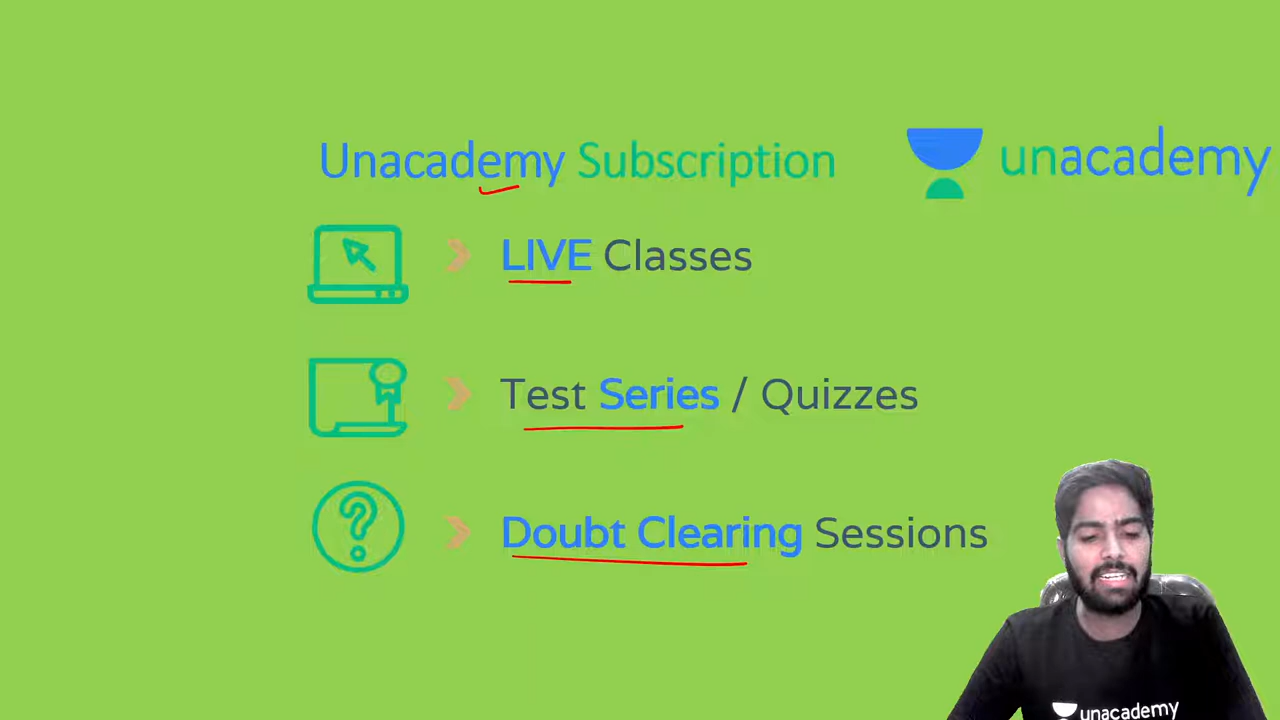 Unacademy Subscription
unacademy
LIVE Classes
Test Series / Quizzes
?
Doubt Clearing Sessions
unacademy